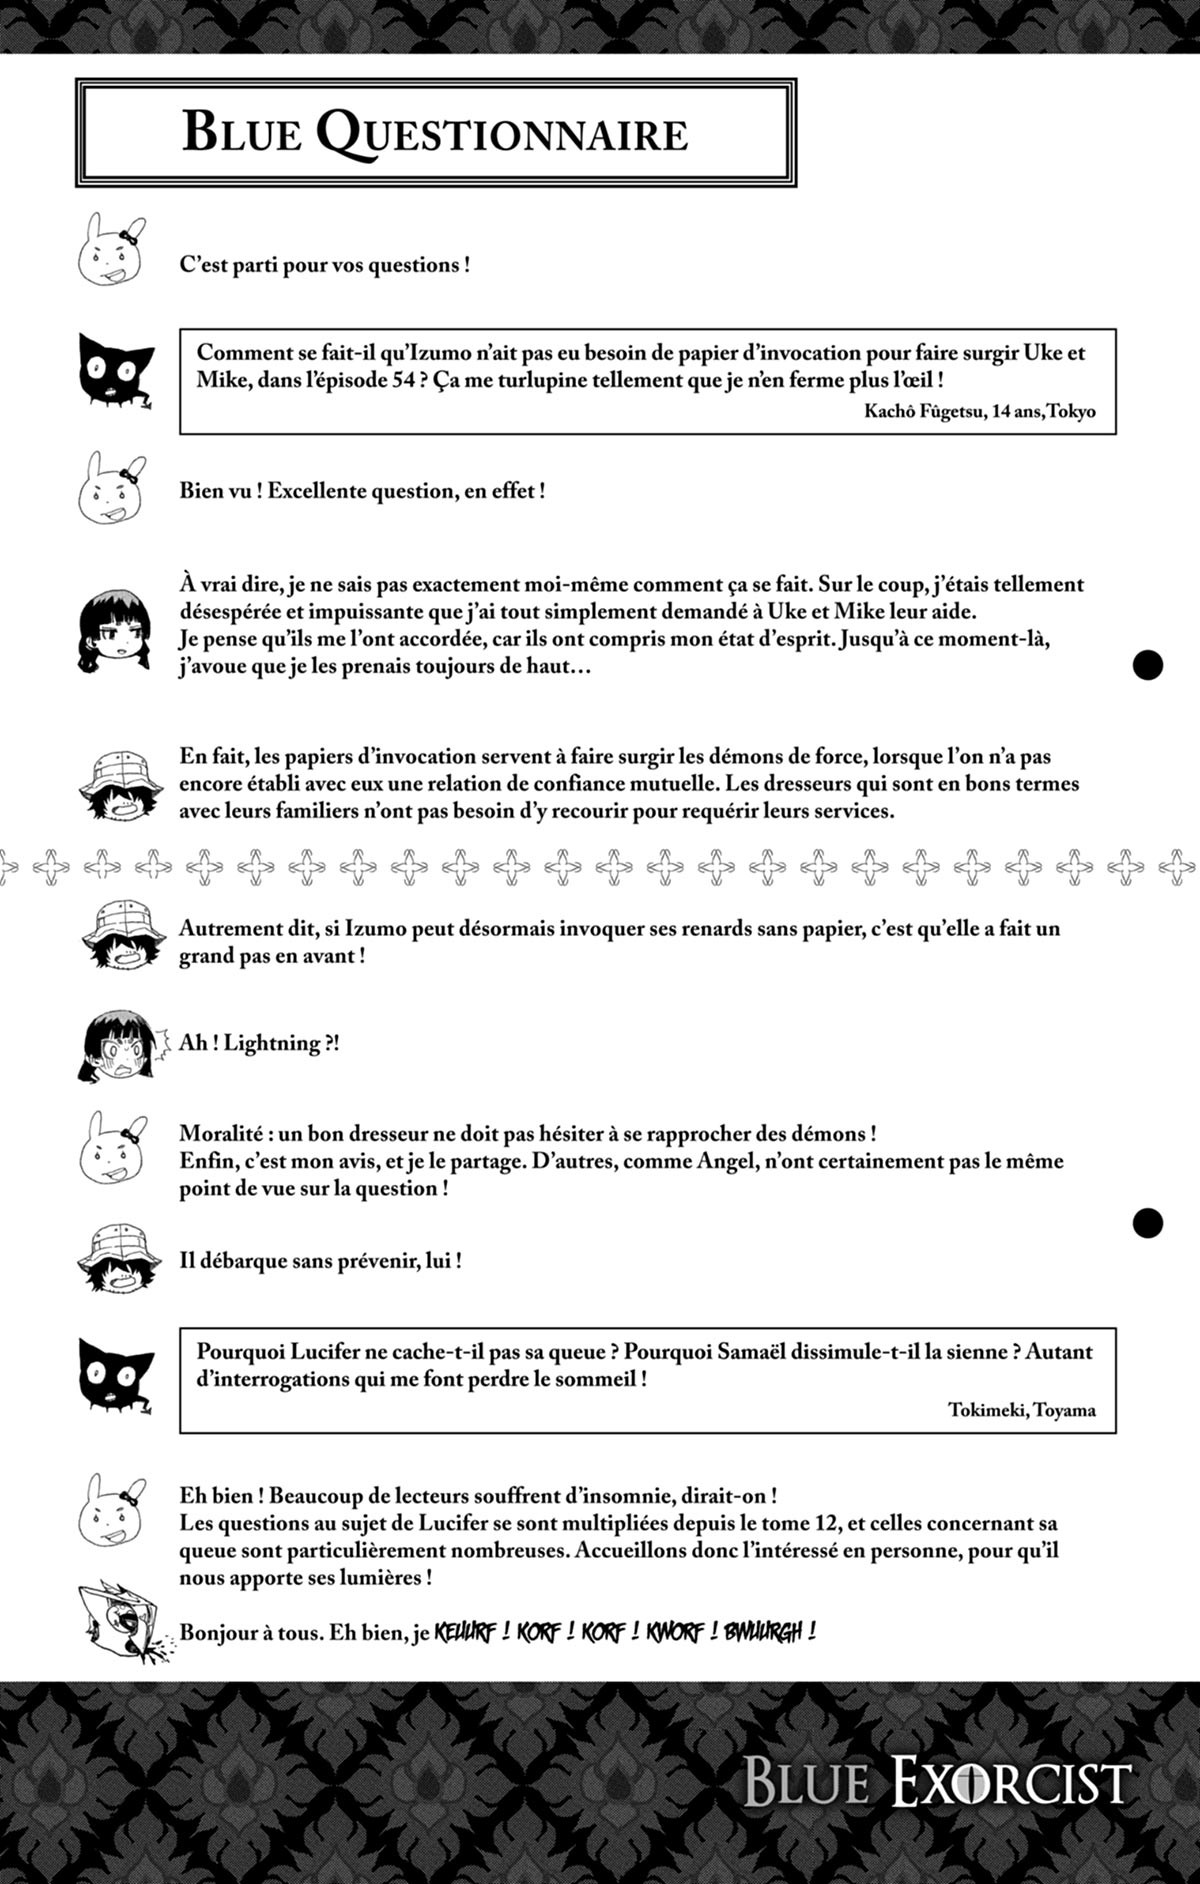 BLUE QUESTIONNAIRE
C'est parti pour vos questions !
Comment se fait-il qu'Izumo n'ait pas eu besoin de papier d'invocation pour faire surgir Uke et
Mike, dans l'épisode 54 ? Ça me turlupine tellement que je n'en ferme plus l'œil !
Kachô Fûgetsu, 14 ans,Tokyo
Bien vu ! Excellente question, en effet !
À vrai dire, je ne sais pas exactement moi-même comment ça se fait. Sur le coup, j'étais tellement
désespérée et impuissante que j'ai tout simplement demandé à Uke et Mike leur aide.
Je pense qu'ils me l'ont accordée, car ils ont compris mon état d'esprit. Jusqu'à ce moment-là,
j'avoue que je les prenais toujours de haut…
En fait, les papiers d'invocation servent à faire surgir les démons de force, lorsque l'on n'a pas
encore établi avec eux une relation de confiance mutuelle. Les dresseurs qui sont en bons termes
avec leurs familiers n'ont pas besoin d'y recourir pour requérir leurs services.
Autrement dit, si Izumo peut désormais invoquer ses renards sans papier, c'est qu'elle a fait un
grand pas en avant !
Ah ! Lightning ?!
Moralité : un bon dresseur ne doit pas hésiter à se rapprocher des démons !
Enfin, c'est mon avis, et je le partage. D'autres, comme Angel, n'ont certainement pas le même
point de vue sur la question !
Il débarque sans prévenir, lui !
Pourquoi Lucifer ne cache-t-il pas sa queue ? Pourquoi Samaël dissimule-t-il la sienne ? Autant
d'interrogations qui me font perdre le sommeil !
Tokimeki, Toyama
Eh bien ! Beaucoup de lecteurs souffrent d'insomnie, dirait-on !
Les questions au sujet de Lucifer se sont multipliées depuis le tome 12, et celles concernant sa
queue sont particulièrement nombreuses. Accueillons donc l'intéressé en personne, pour qu'il
nous apporte ses lumières !
Bonjour à tous. Eh bien, je KEUURF ! KORF ! KORF ! KWORF ! BWUURGH !
BLUE EXORCIST